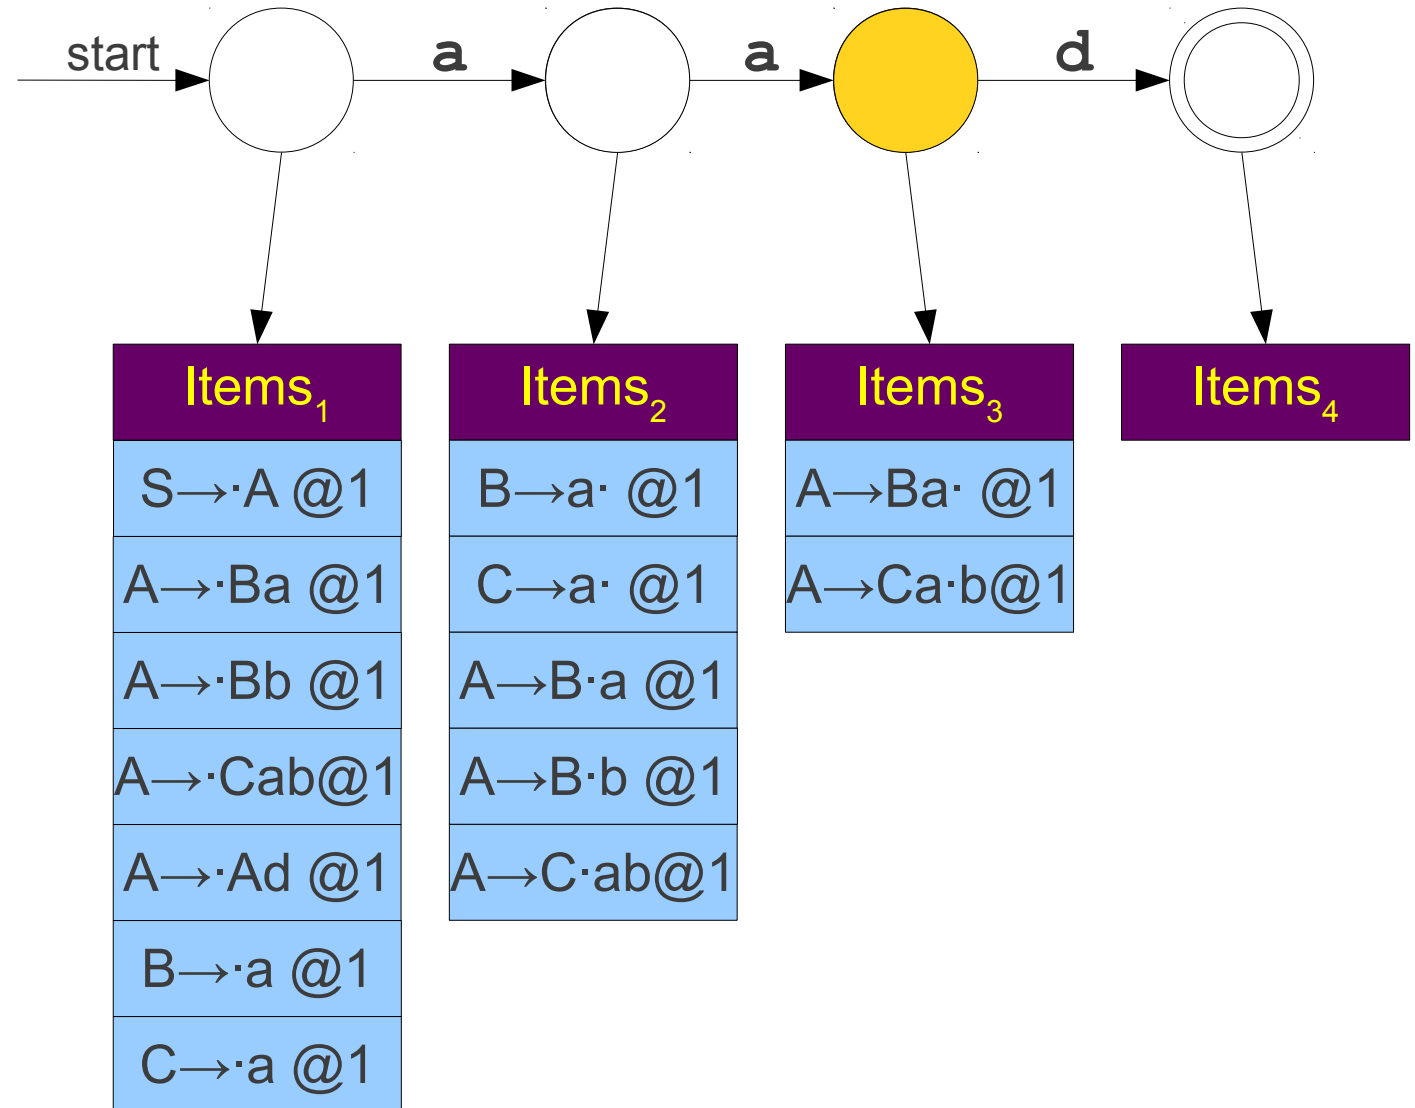 start
a
a
d
Items₁
S→·A @1
A→·Ba @1
A→·Bb @1
A→·Cab@1
A→·Ad @1
B→·a @1
C→·a @1
Items₂
B→a· @1
C→a· @1
A→B·a @1
A→B·b @1
A→C·ab@1
Items₃
A→Ba· @1
A→Ca·b@1
Items₄